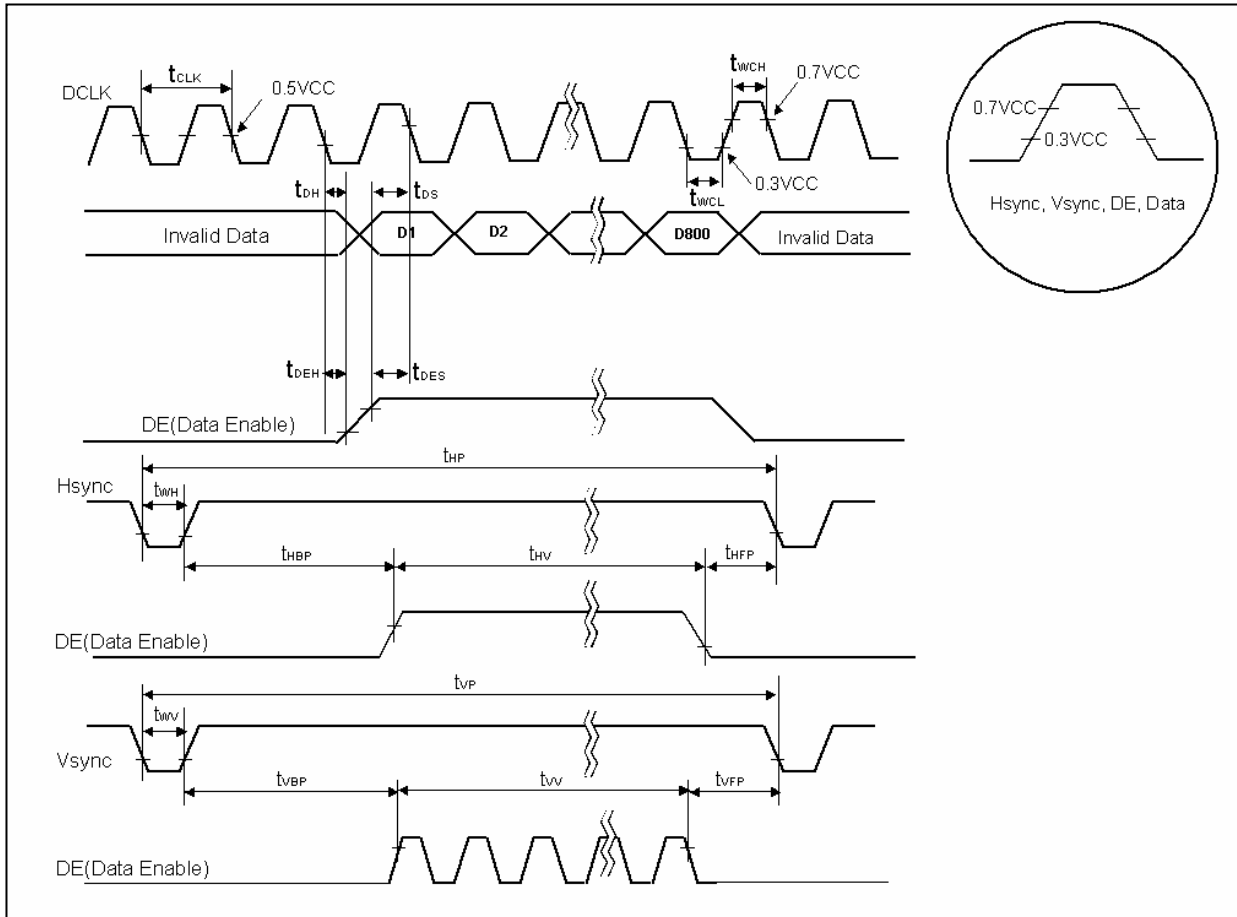 tCLK
0.5VCC
DCLK
tWCH
0.7VCC
0.3VCC
tWCL
tDH
tDS
Invalid Data
D1
D2
D800
Invalid Data
0.7VCC
0.3VCC
Hsync, Vsync, DE, Data
tDEH
tDES
DE(Data Enable)
tHP
Hsync
tWH
tHBP
tHV
tHFP
DE(Data Enable)
tVP
tWV
Vsync
tVBP
tVV
tVFP
DE(Data Enable)